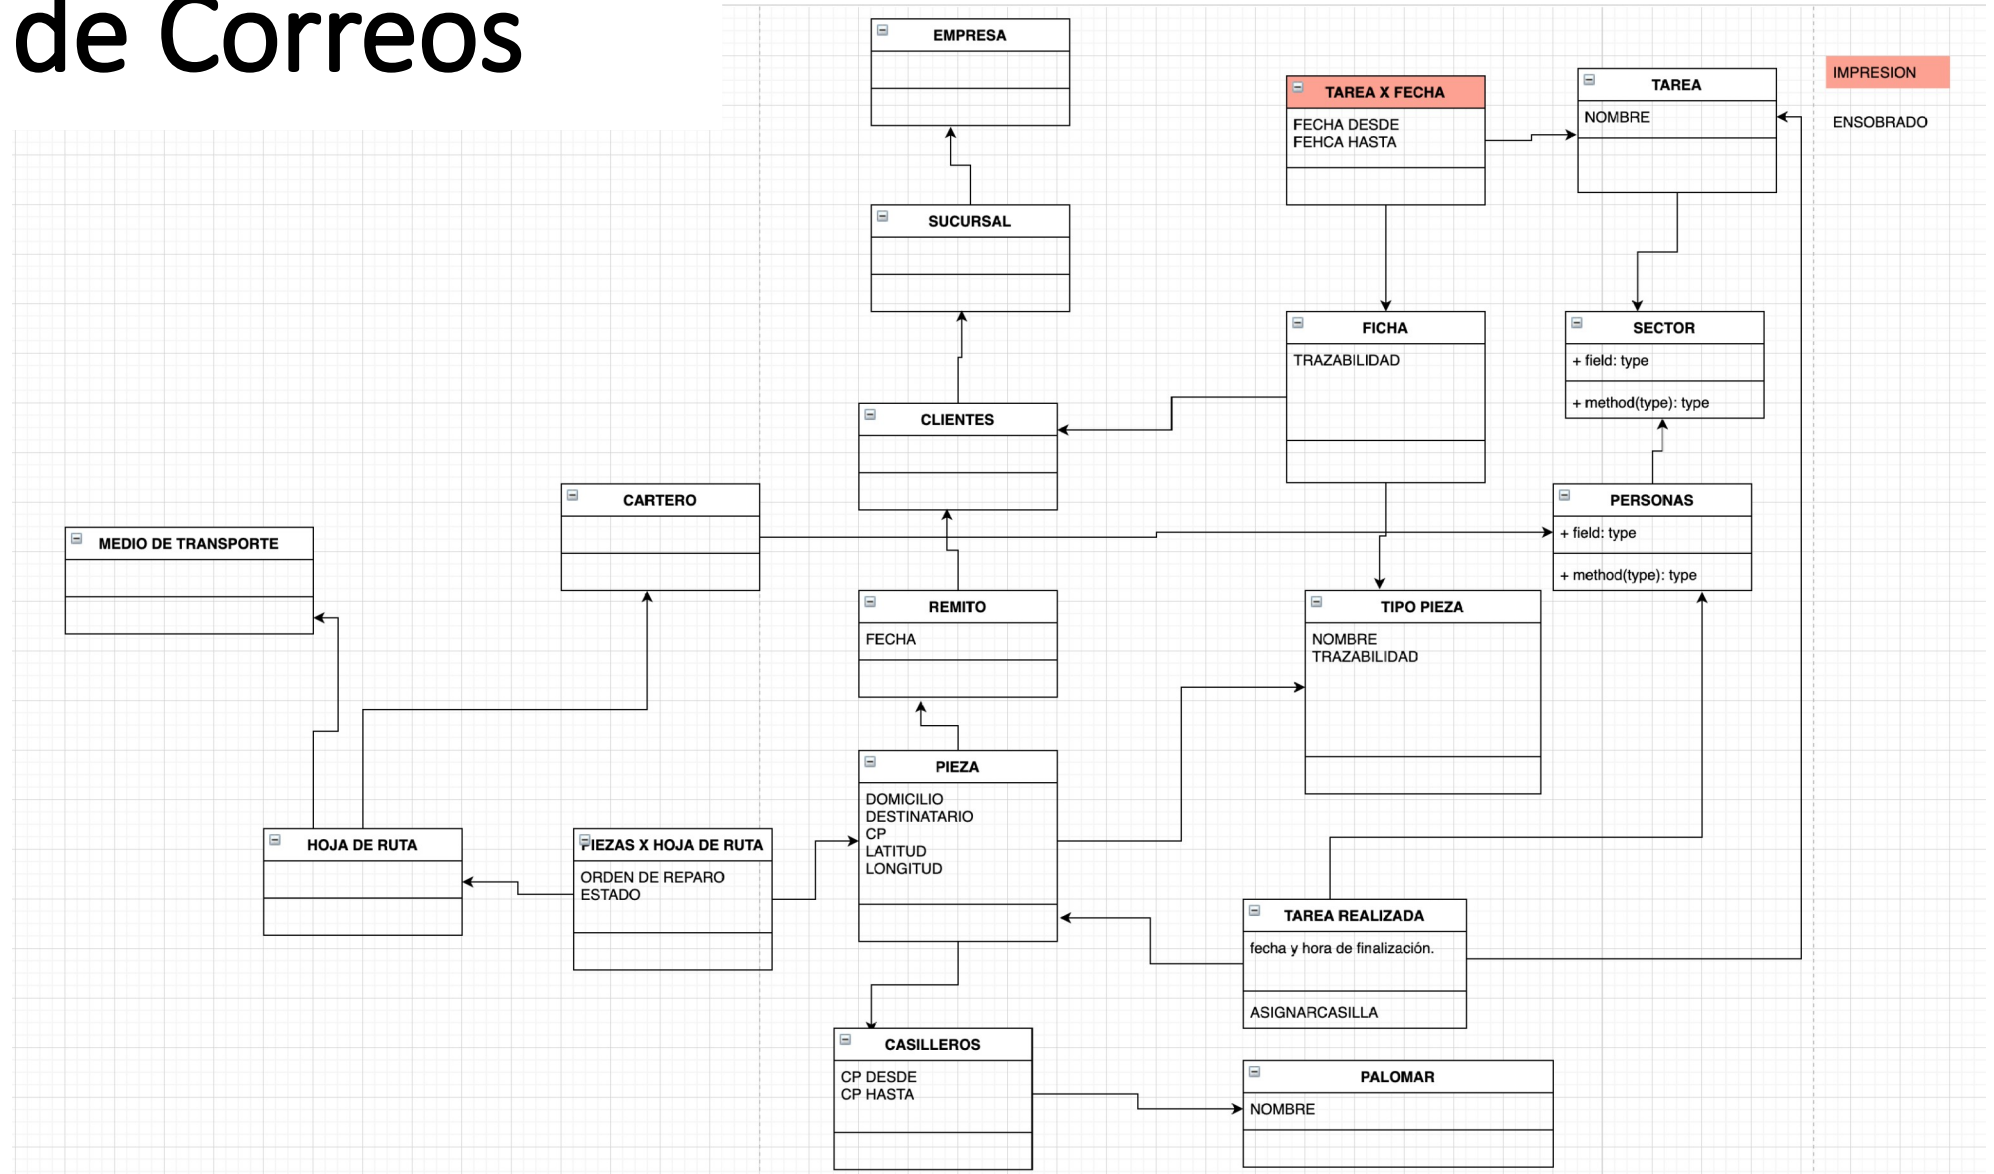 de Correos
EMPRESA
TAREA X FECHA
FECHA DESDE
FEHCA HASTA
TAREA
NOMBRE
IMPRESION
ENSOBRADO
SUCURSAL
FICHA
TRAZABILIDAD
SECTOR
+ field: type
+ method(type): type
CLIENTES
CARTERO
PERSONAS
+ field: type
+ method(type): type
MEDIO DE TRANSPORTE
REMITO
FECHA
TIPO PIEZA
NOMBRE
TRAZABILIDAD
PIEZA
DOMICILIO
DESTINATARIO
CP
LATITUD
LONGITUD
HOJA DE RUTA
PIEZAS X HOJA DE RUTA
ORDEN DE REPARO
ESTADO
TAREA REALIZADA
fecha y hora de finalización.
ASIGNARCASILLA
CASILLEROS
CP DESDE
CP HASTA
PALOMAR
NOMBRE